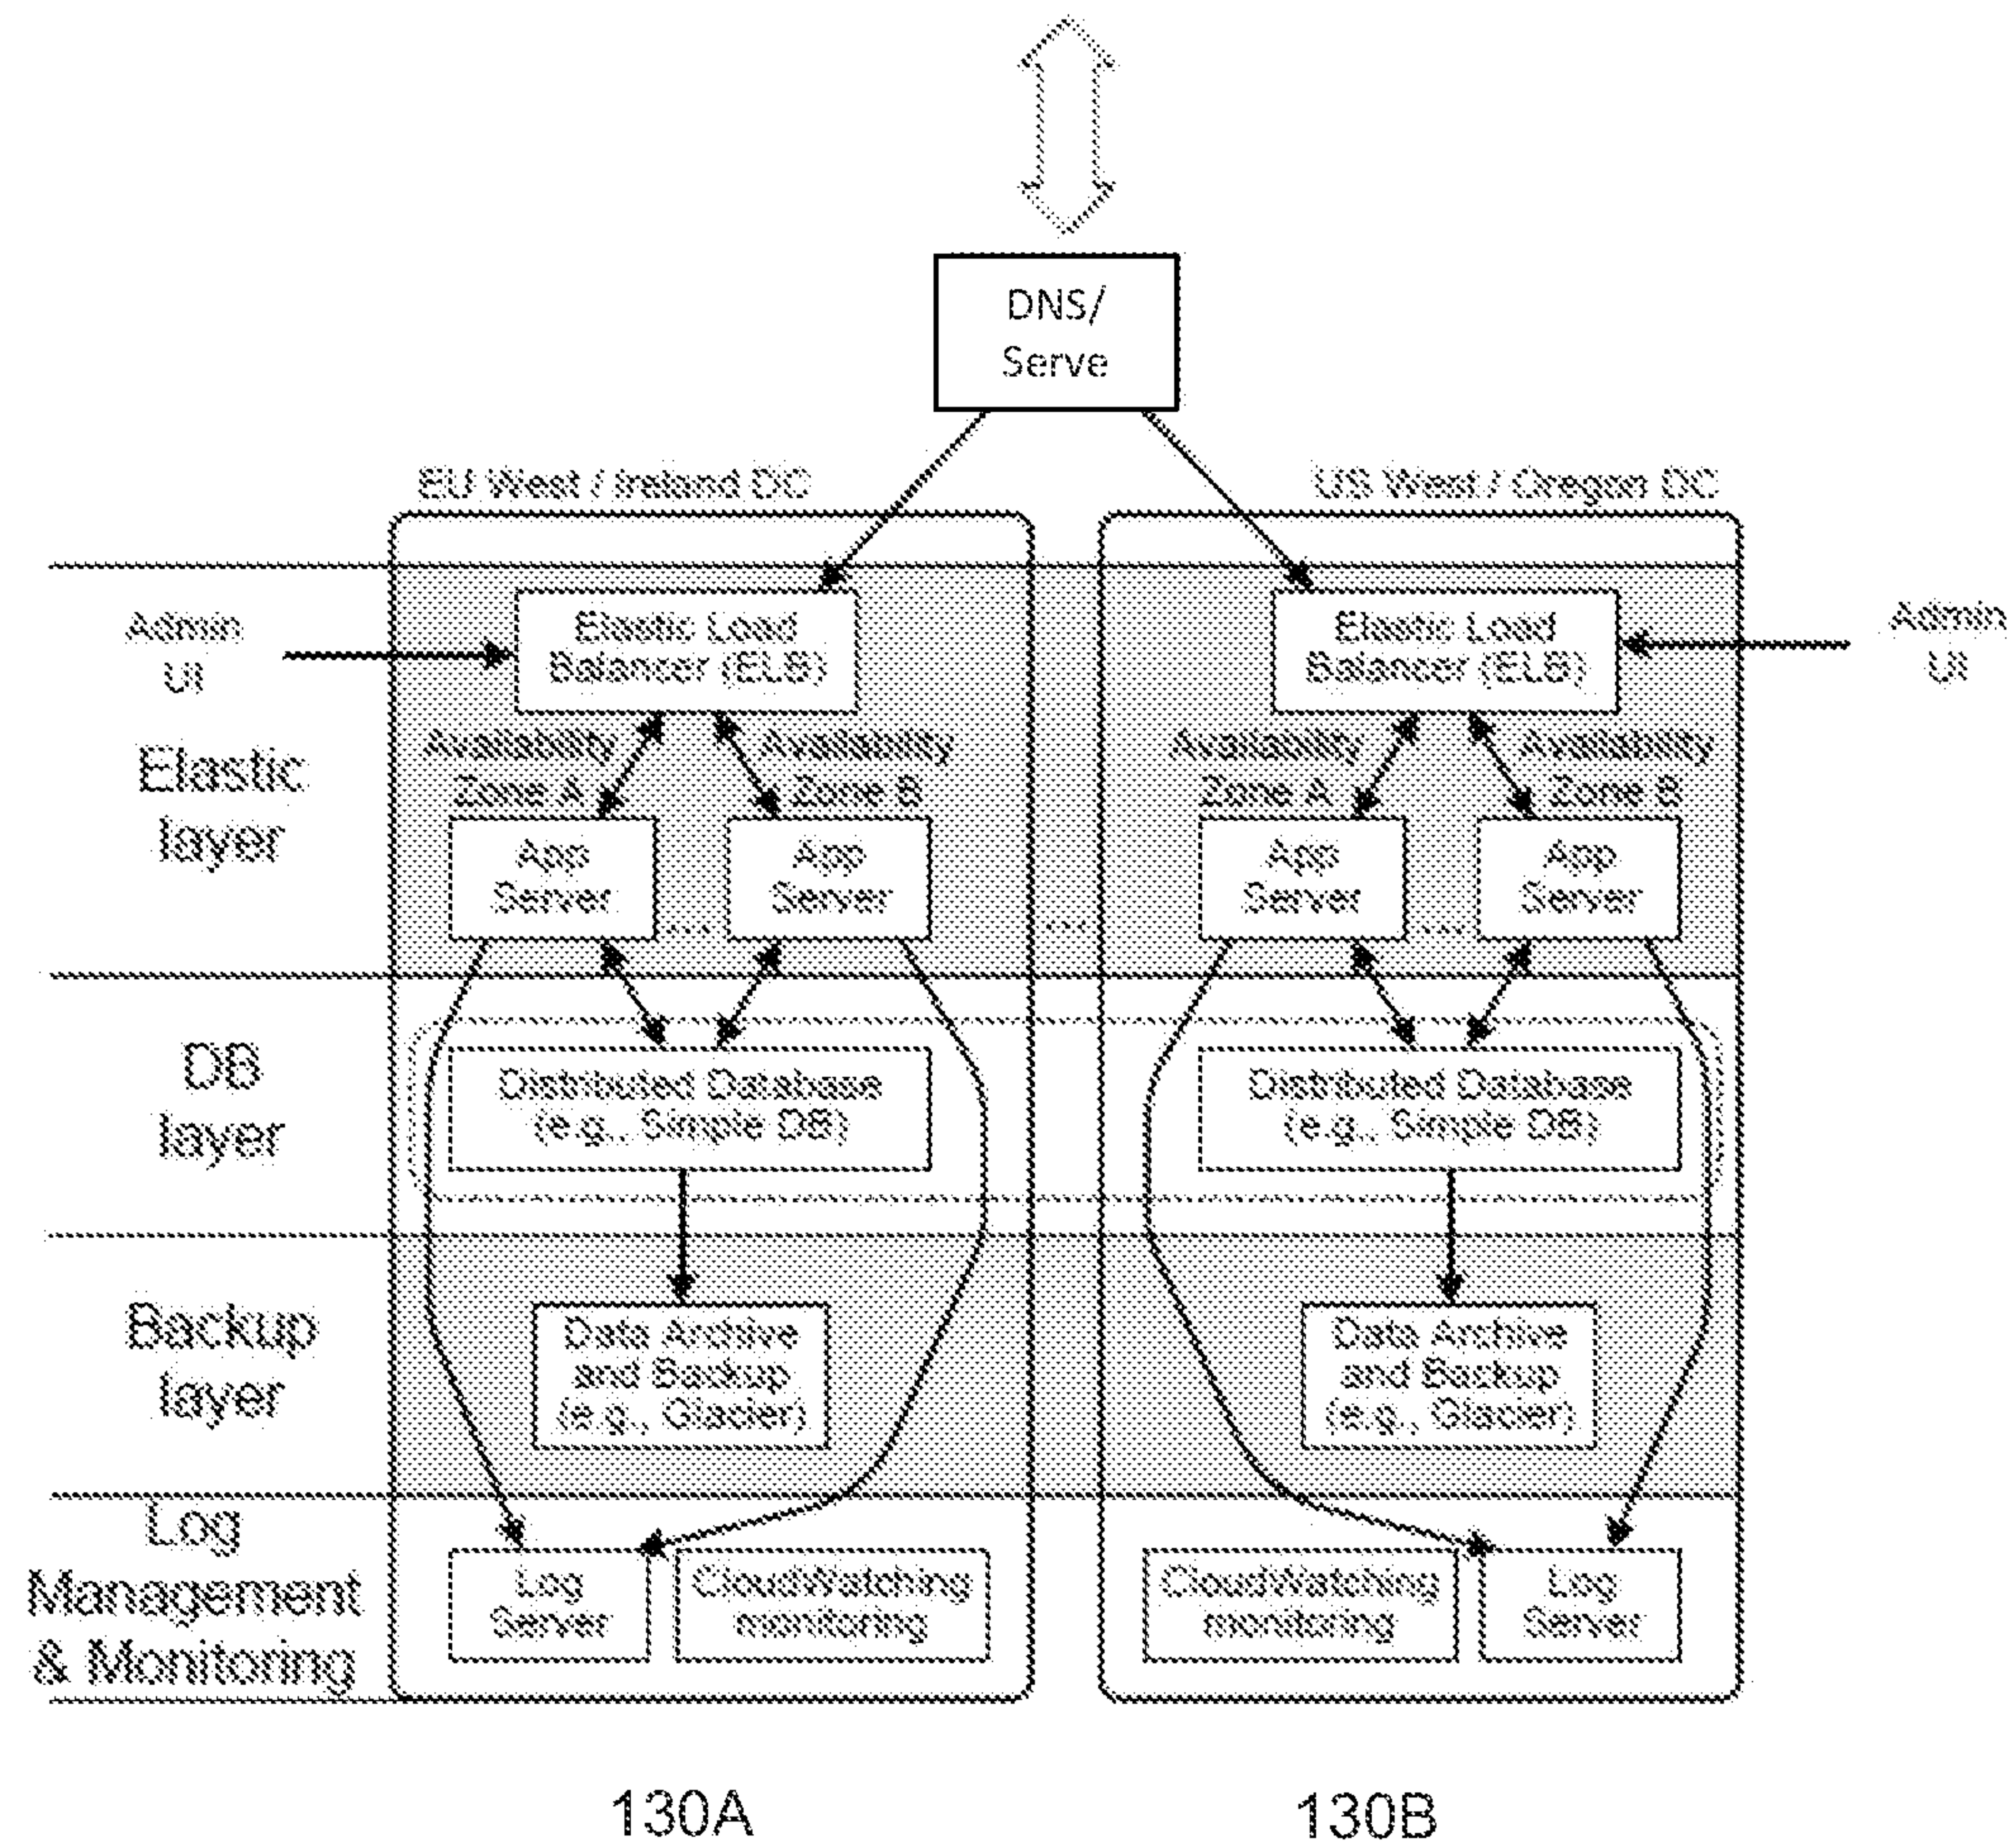 DNS/
Serve
EU West / Ireland DC
US West / Oregon DC
Admin
UI
Elastic Load
Balancer (ELB)
Elastic Load
Balancer (ELB)
Admin
UI
Elastic
layer
Availability
Zone A
Availability
Zone B
Availability
Zone A
Availability
Zone B
App
Server
...
App
Server
...
App
Server
...
App
Server
DB
layer
Distributed Database
(e.g., Simple DB)
Distributed Database
(e.g., Simple DB)
Backup
layer
Data Archive
and Backup
(e.g., Glacier)
Data Archive
and Backup
(e.g., Glacier)
Log
Management
& Monitoring
Log
Server
CloudWatching
monitoring
CloudWatching
monitoring
Log
Server
130A
130B